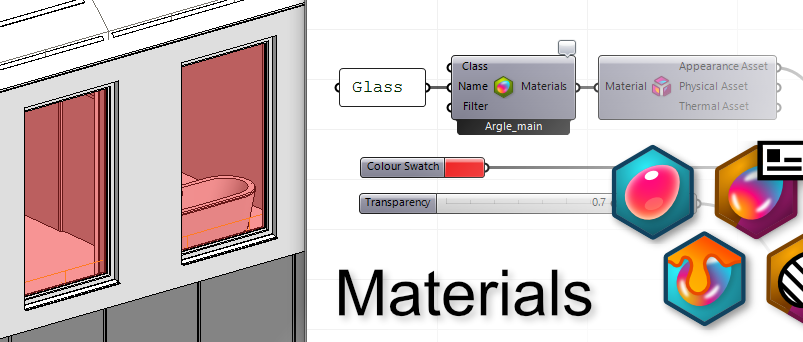 Class
Glass
Name
Materials
Filter
Argle_main
Appearance Asset
Material
Physical Asset
Thermal Asset
Colour Swatch
Transparency
0.7
Materials